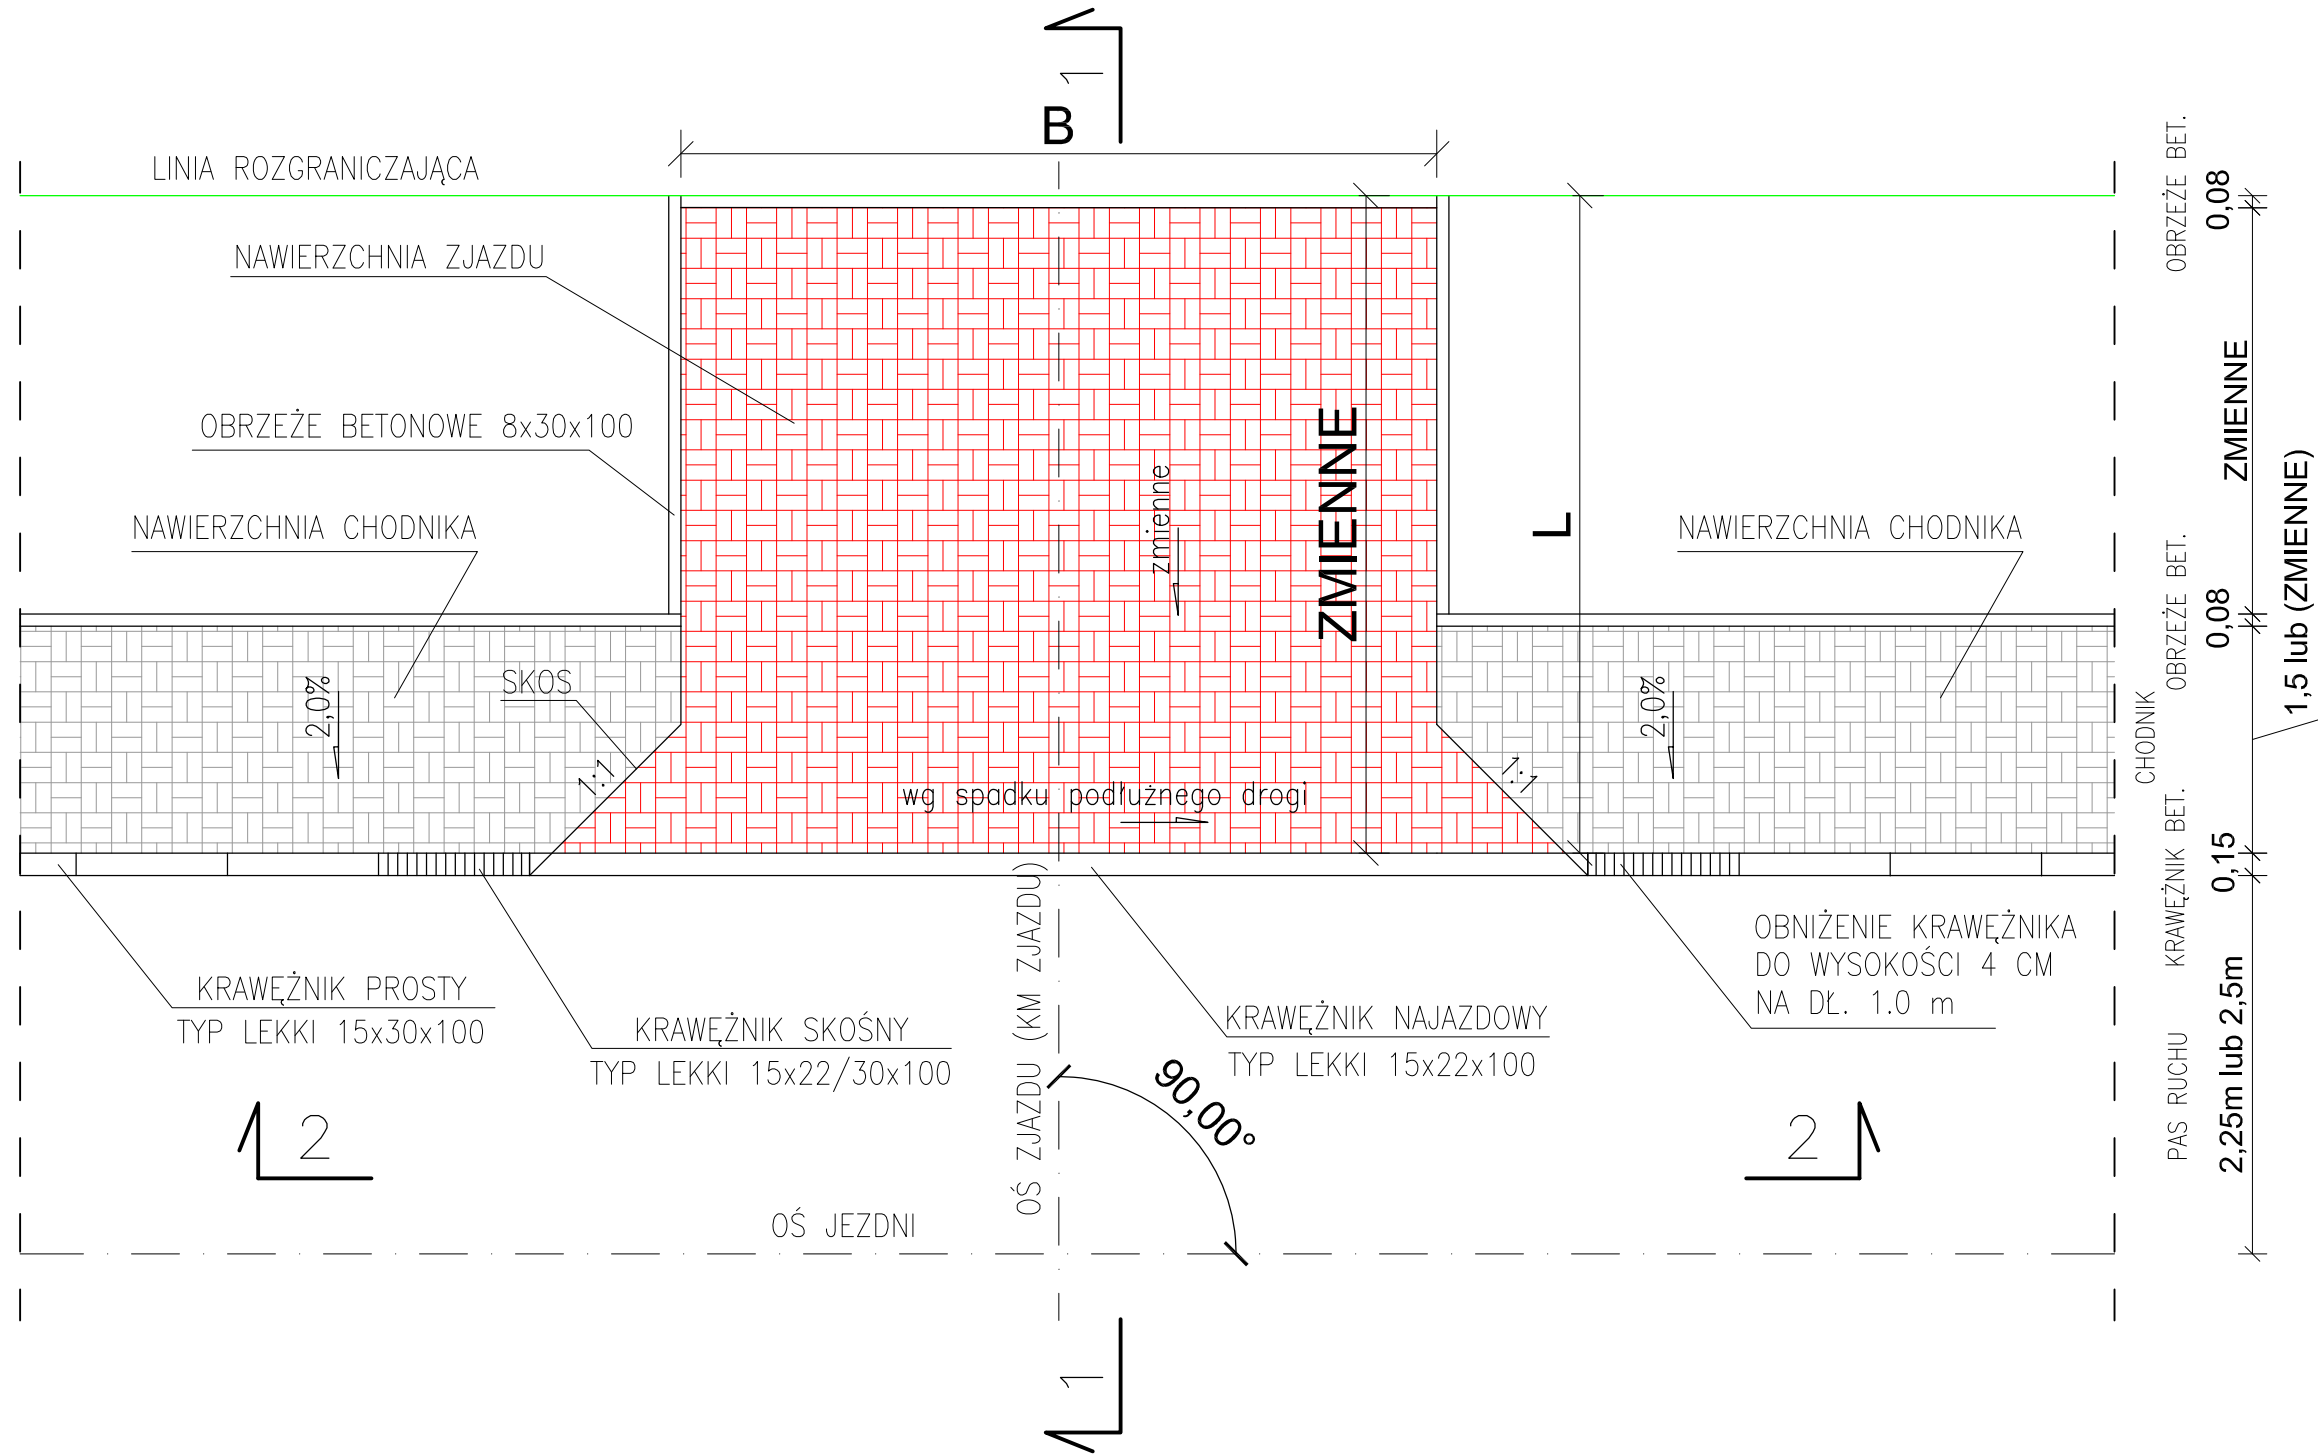 1
B
LINIA ROZGRANICZAJĄCA
NAWIERZCHNIA ZJAZDU
OBRZEŻE BETONOWE 8x30x100
NAWIERZCHNIA CHODNIKA
SKOS
2,0%
1:1
zmienne
ZMIENNE
L
wg spadku podłużnego drogi
NAWIERZCHNIA CHODNIKA
2,0%
1:1
OBRZEŻE BET.
0,08
ZMIENNE
OBRZEŻE BET.
0,08
1,5 lub (ZMIENNE)
CHODNIK
KRAWĘŻNIK BET.
0,15
PAS RUCHU
2,25m lub 2,5m
KRAWĘŻNIK PROSTY
TYP LEKKI 15x30x100
KRAWĘŻNIK SKOŚNY
TYP LEKKI 15x22/30x100
OŚ ZJAZDU (KM ZJAZDU)
KRAWĘŻNIK NAJAZDOWY
TYP LEKKI 15x22x100
OBNIŻENIE KRAWĘŻNIKA
DO WYSOKOŚCI 4 CM
NA DŁ. 1.0 m
90,00°
2
2
OŚ JEZDNI
1